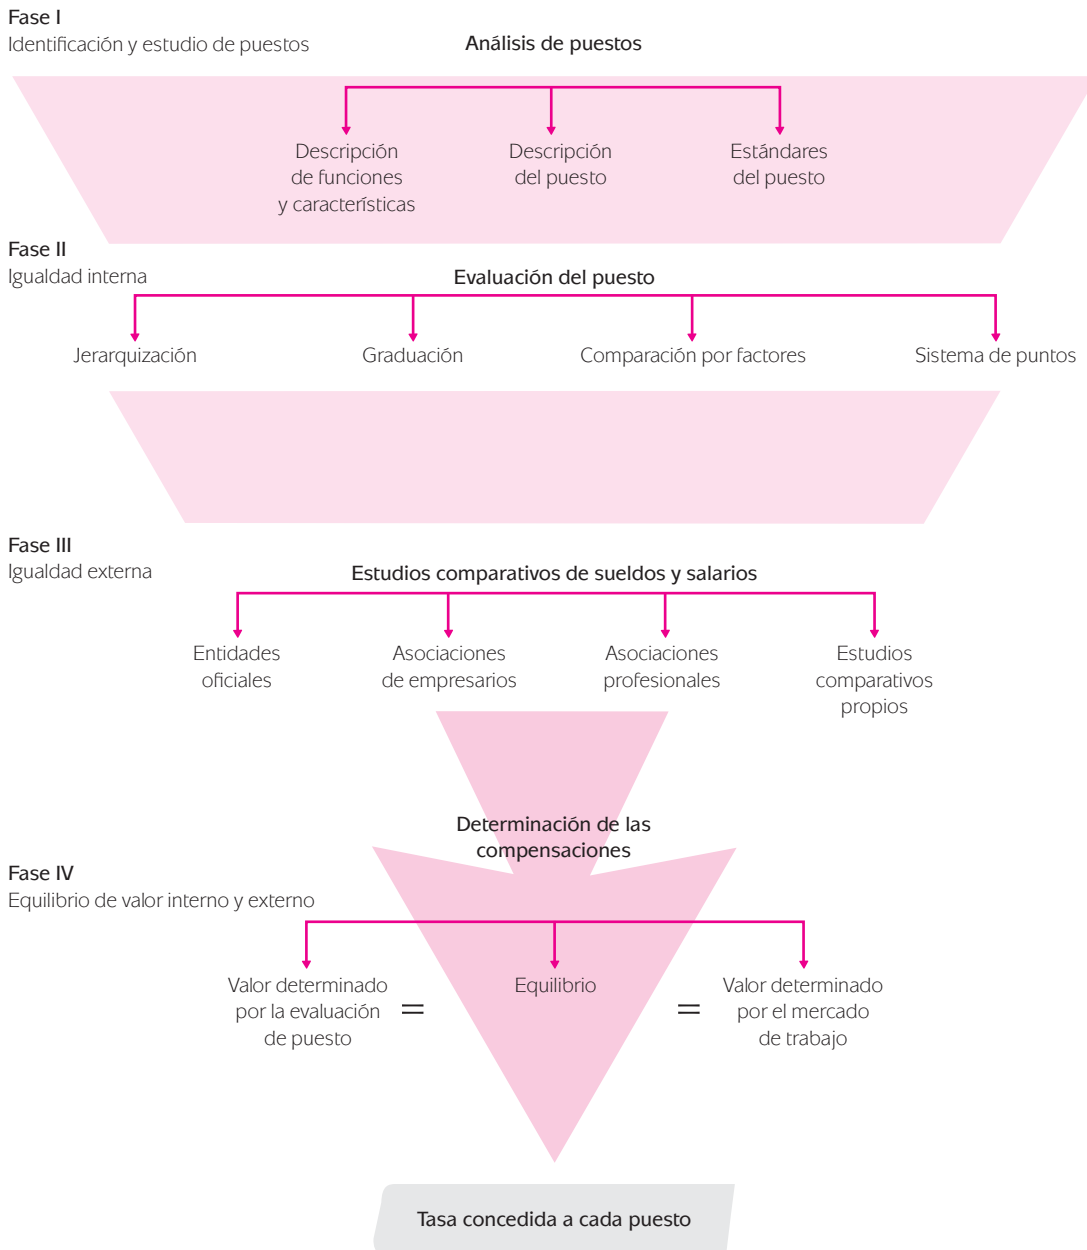 Fase I
Identificación y estudio de puestos
Análisis de puestos
Descripción
de funciones
y características
Descripción
del puesto
Estándares
del puesto
Fase II
Igualdad interna
Evaluación del puesto
Jerarquización
Graduación
Comparación por factores
Sistema de puntos
Fase III
Igualdad externa
Estudios comparativos de sueldos y salarios
Entidades
oficiales
Asociaciones
de empresarios
Asociaciones
profesionales
Estudios
comparativos
propios
Determinación de las
compensaciones
Fase IV
Equilibrio de valor interno y externo
Valor determinado
por la evaluación
de puesto
=
Equilibrio
=
Valor determinado
por el mercado
de trabajo
Tasa concedida a cada puesto